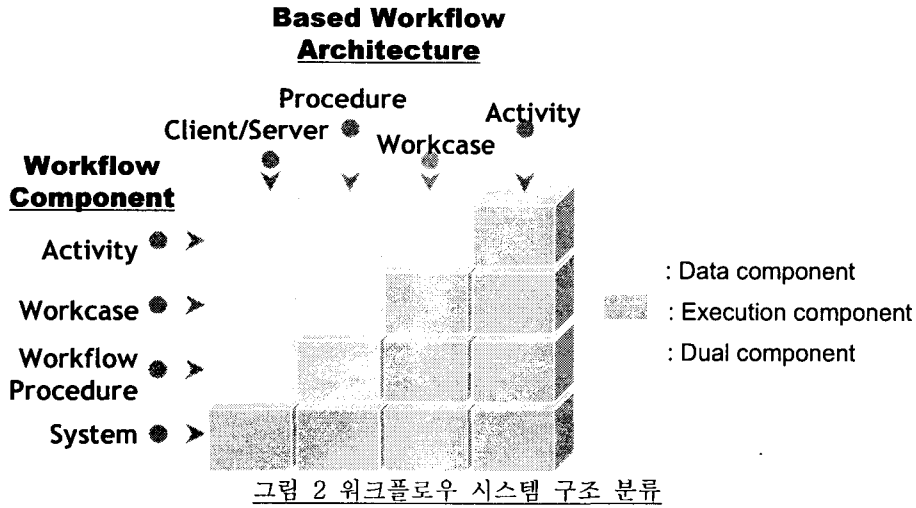 Based Workflow
Architecture
Procedure
Activity
Client/Server
Workcase
Workflow
Component
Activity
Workcase
Workflow
Procedure
System
: Data component
: Execution component
: Dual component
그림 2 워크플로우 시스템 구조 분류